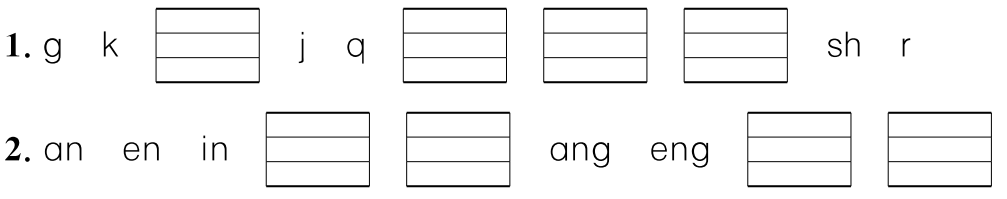 1. g k j q sh r
2. an en in ang eng